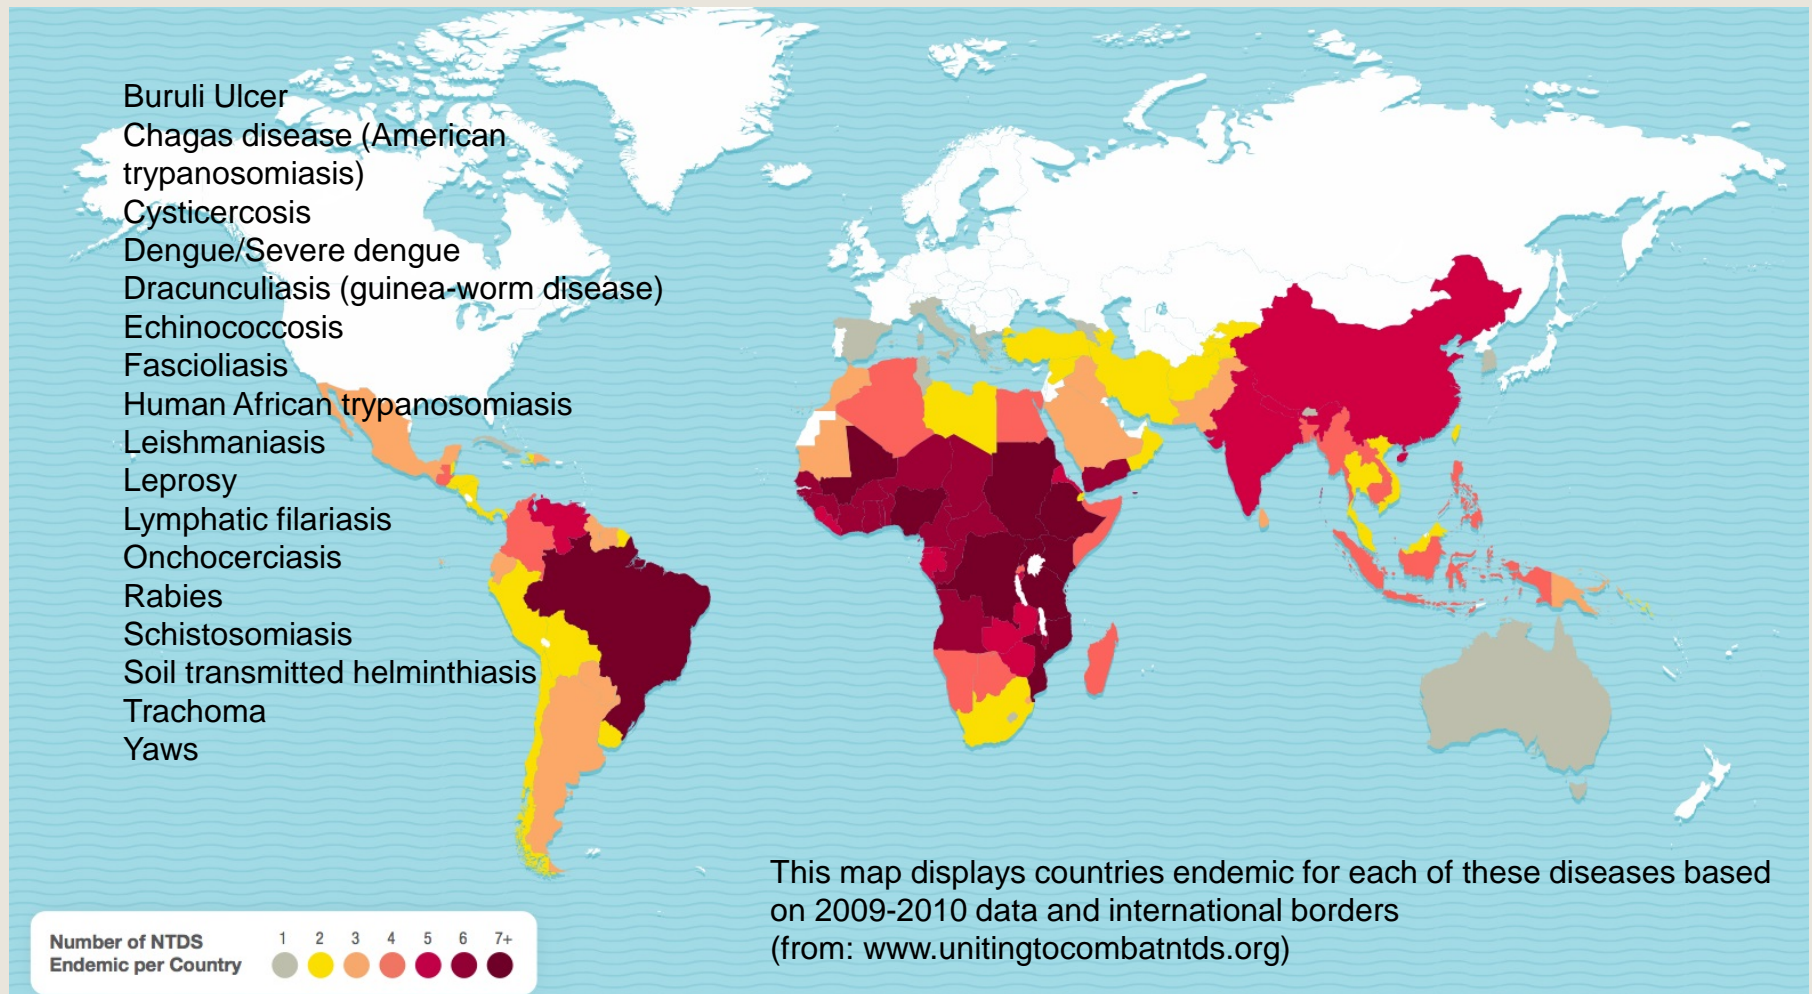 Buruli Ulcer
Chagas disease (American
trypanosomiasis)
Cysticercosis
Dengue/Severe dengue
Dracunculiasis (guinea-worm disease)
Echinococcosis
Fascioliasis
Human African trypanosomiasis
Leishmaniasis
Leprosy
Lymphatic filariasis
Onchocerciasis
Rabies
Schistosomiasis
Soil transmitted helminthiasis
Trachoma
Yaws
This map displays countries endemic for each of these diseases based
on 2009-2010 data and international borders
(from: www.unitingtocombatntds.org)
Number of NTDS
Endemic per Country
1 2 3 4 5 6 7+